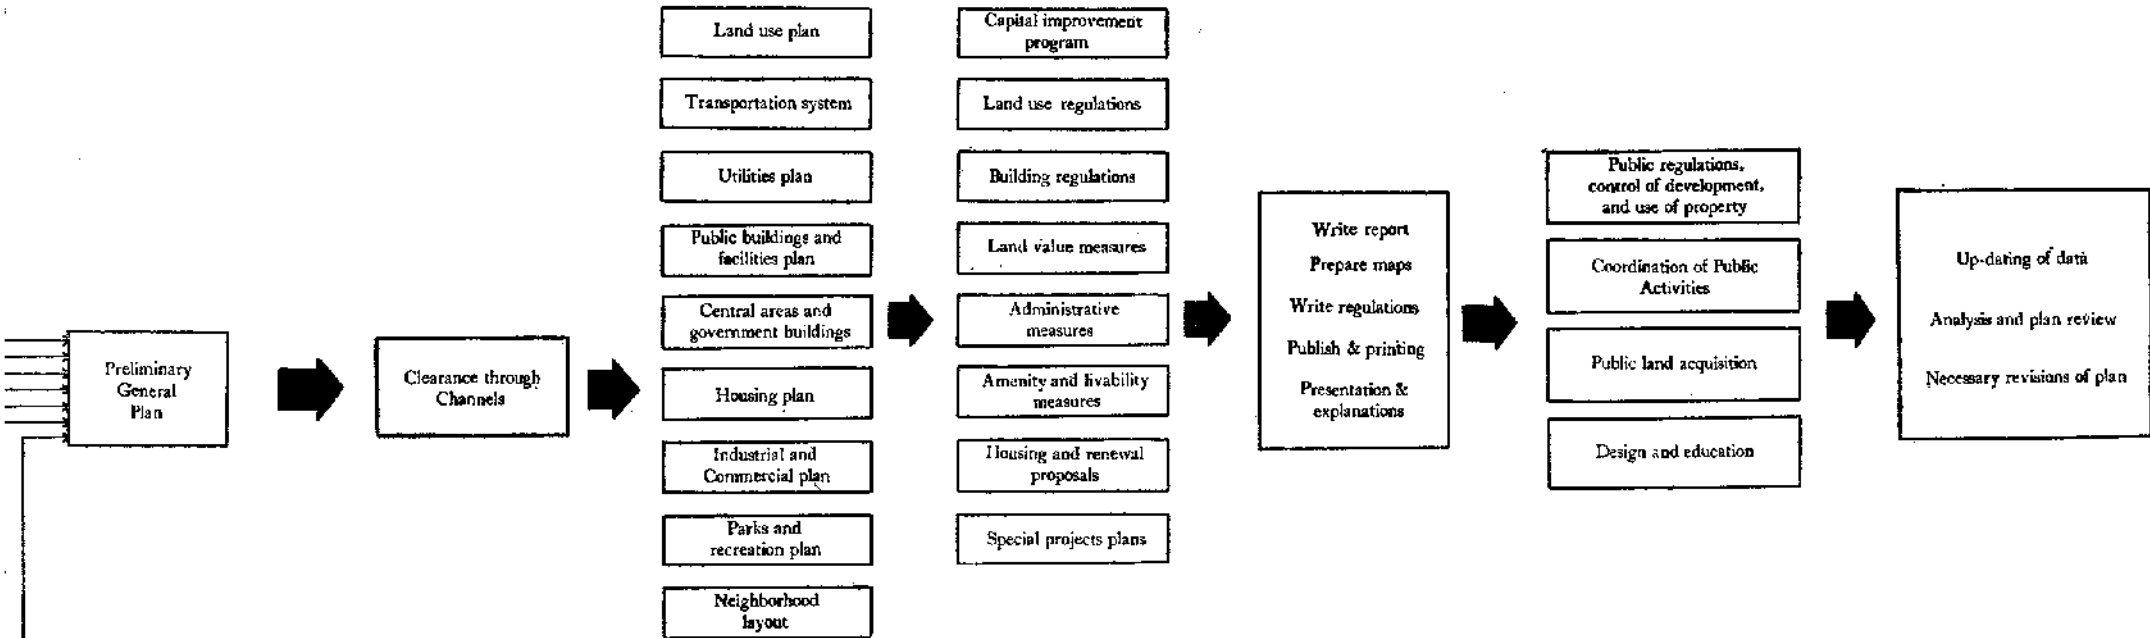 Preliminary
General
Plan
Clearance through
Channels
Land use plan
Transportation system
Utilities plan
Public buildings and
facilities plan
Central areas and
government buildings
Housing plan
Industrial and
Commercial plan
Parks and
recreation plan
Neighborhood
layout
Capital improvement
program
Land use regulations
Building regulations
Land value measures
Administrative
measures
Amenity and livability
measures
Housing and renewal
proposals
Special projects plans
Write report
Prepare maps
Write regulations
Publish & printing
Presentation &
explanations
Public regulations,
control of development,
and use of property
Coordination of Public
Activities
Public land acquisition
Design and education
Up-dating of data
Analysis and plan review
Necessary revisions of plan